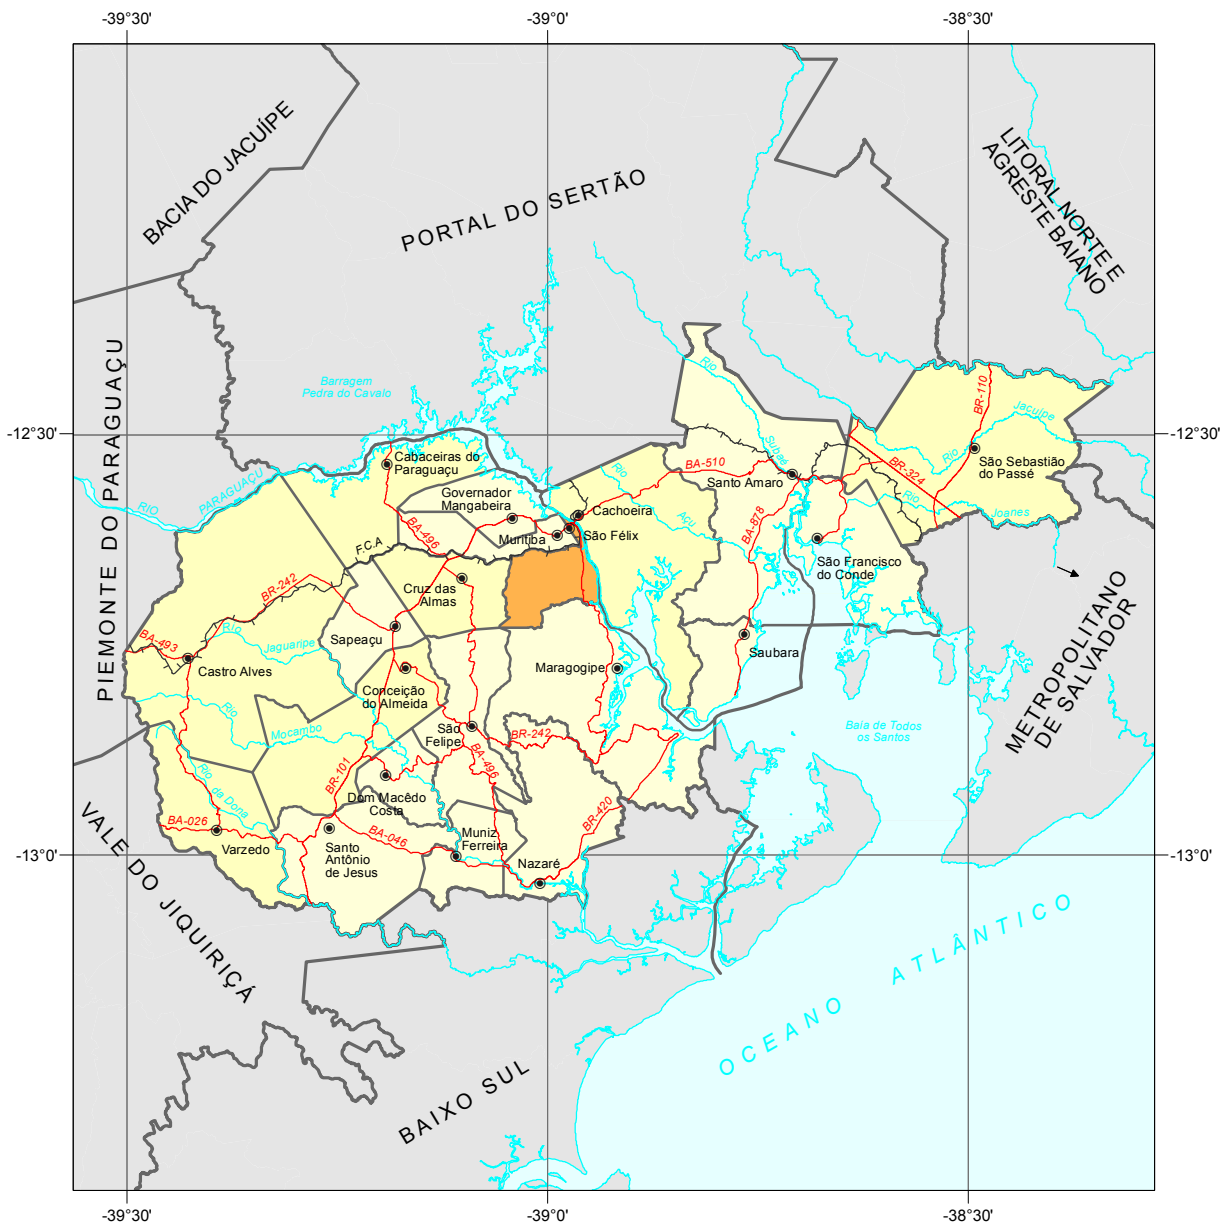 -39°30'
-39°0'
-38°30'
BACIA DO JACUÍPE
PORTAL DO SERTÃO
LITORAL NORTE E
AGRESTE BAIANO
PIEMONTE DO PARAGUAÇU
Barragem
Pedra do Cavalo
BR-110
Jacuípe
Rio
-12°30'
-12°30'
Rio
Subaé
Cabaceiras do
Paraguaçu
BA-510
BR-324
Rio
São Sebastião
do Passé
RIO
PARAGUAÇU
Governador
Mangabeira
Rio
Santo Amaro
Rio
Joanes
Cachoeira
Açu
BA-878
BA-496
Muritiba
São Félix
F.C.A
São Francisco
do Conde
BR-242
Cruz das
Almas
METROPOLITANO
DE SALVADOR
BA-493
Rio
Jaguaripe
Sapeaçu
Castro Alves
Maragogipe
Saubara
Conceição
do Almeida
Rio
Mocambo
São
Felipe
BR-242
Baía de Todos
os Santos
BA-496
Rio
da Dona
BR-101
Dom Macêdo
Costa
BR-420
BA-026
BA-046
Muniz
Ferreira
Varzedo
Santo
Antônio
de Jesus
Nazaré
-13°0'
-13°0'
VALE DO JIQUIRIÇÁ
OCEANO ATLÂNTICO
BAIXO SUL
-39°30'
-39°0'
-38°30'